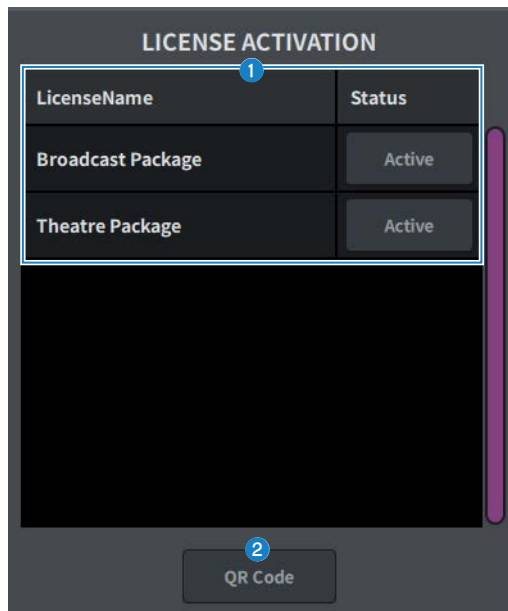 LICENSE ACTIVATION
1
LicenseName Status
Broadcast Package Active
Theatre Package Active
2
QR Code